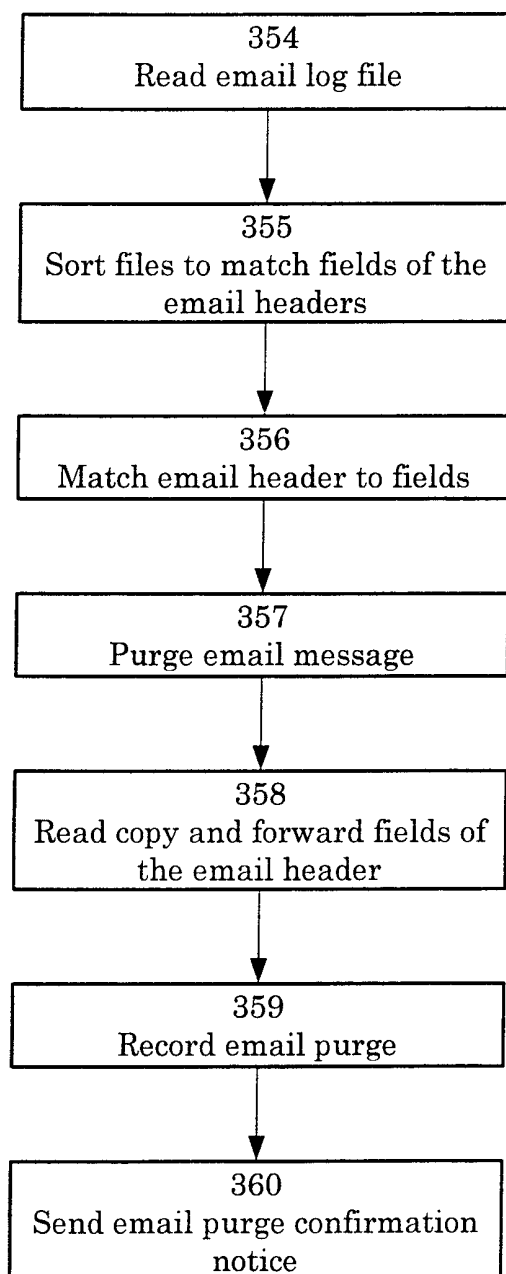 354
Read email log file
355
Sort files to match fields of the
email headers
356
Match email header to fields
357
Purge email message
358
Read copy and forward fields of
the email header
359
Record email purge
360
Send email purge confirmation
notice